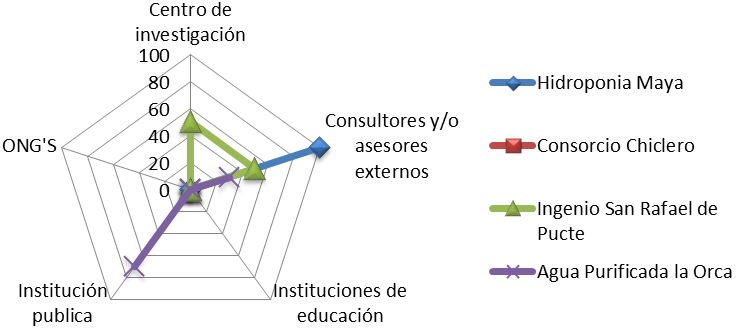 Centro de
investigación
100
80
60
40
20
0
Consultores y/o
asesores
externos
Instituciones de
educación
Institución
publica
ONG'S
Hidroponia Maya
Consorcio Chiclero
Ingenio San Rafael de
Pucte
Agua Purificada la Orca